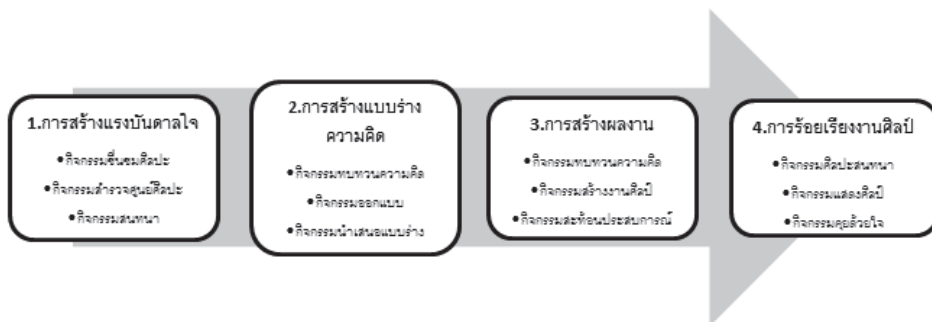 1.การสร้างแรงบันดาลใจ
•กิจกรรมชื่นชมศิลปะ
•กิจกรรมสำรวจศูนย์ศิลปะ
•กิจกรรมสนทนา
2.การสร้างแบบร่าง
ความคิด
•กิจกรรมทบทวนความคิด
•กิจกรรมออกแบบ
•กิจกรรมนำเสนอแบบร่าง
3.การสร้างผลงาน
•กิจกรรมทบทวนความคิด
•กิจกรรมสร้างงานศิลป์
•กิจกรรมสะท้อนประสบการณ์
4.การร้อยเรียงงานศิลป์
•กิจกรรมศิลปะสนทนา
•กิจกรรมแสดงศิลป์
•กิจกรรมคุยด้วยใจ